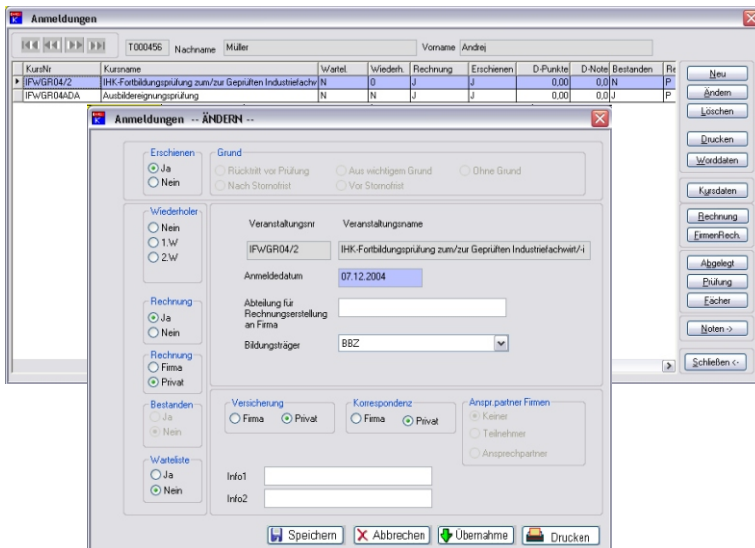 Anmeldungen
T000456 Nachname Müller Vorname Andrej
KursNr Kursname Wartel. Wiederh. Rechnung Erschienen D-Punkte D-Note Bestanden Re
IFWGR04/2 IHK-Fortbildungsprüfung zum/zur Geprüften Industriefachw N 0 J J 0,00 0,0 N P
IFWGR04ADA Ausbildereignungsprüfung N N J J 0,00 0,0 J P
Neu
Ändern
Löschen
Drucken
Worddaten
Kursdaten
Rechnung
FirmenRech.
Abgelegt
Prüfung
Fächer
Noten ->
Schließen <-
Anmeldungen -- ÄNDERN --
Erschienen
Ja
Nein
Grund
Rücktritt vor Prüfung Aus wichtigem Grund Ohne Grund
Nach Stornofrist Vor Stornofrist
Wiederholer
Nein
1.W
2.W
Rechnung
Ja
Nein
Rechnung
Firma
Privat
Bestanden
Ja
Nein
Warteliste
Ja
Nein
Veranstaltungsnr Veranstaltungsname
IFWGR04/2 IHK-Fortbildungsprüfung zum/zur Geprüften Industriefachwirt/-i
Anmeldedatum 07.12.2004
Abteilung für
Rechnungserstellung
an Firma
Bildungsträger BBZ
Versicherung
Firma Privat
Korrespondenz
Firma Privat
Anspr.partner Firmen
Keiner
Teilnehmer
Ansprechpartner
Info1
Info2
Speichern Abbrechen Übernahme Drucken